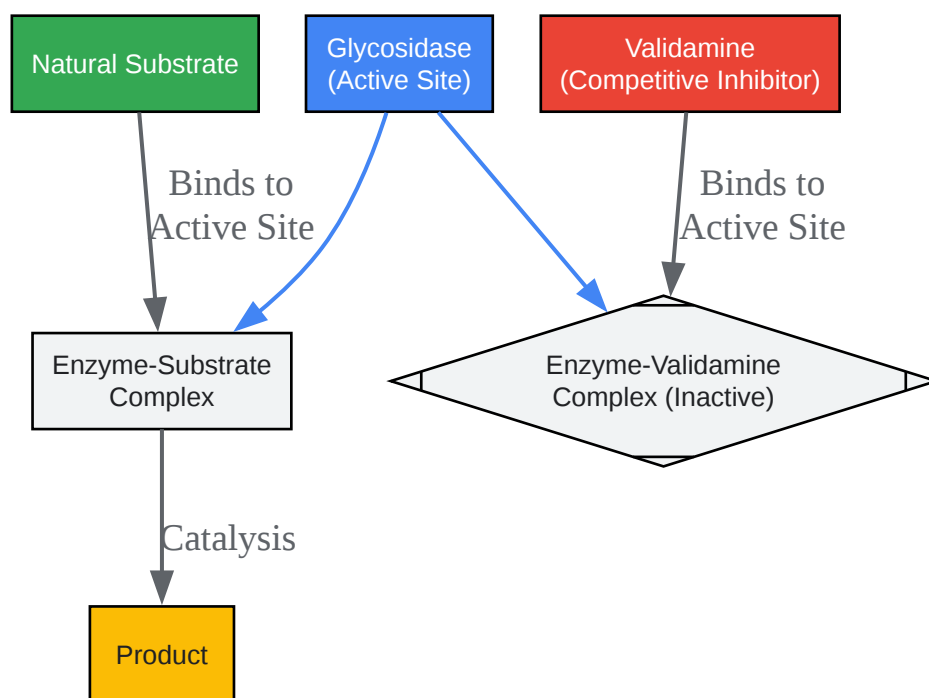 Natural Substrate
Glycosidase
(Active Site)
Validamine
(Competitive Inhibitor)
Binds to
Active Site
Binds to
Active Site
Enzyme-Substrate
Complex
Enzyme-Validamine
Complex (Inactive)
Catalysis
Product